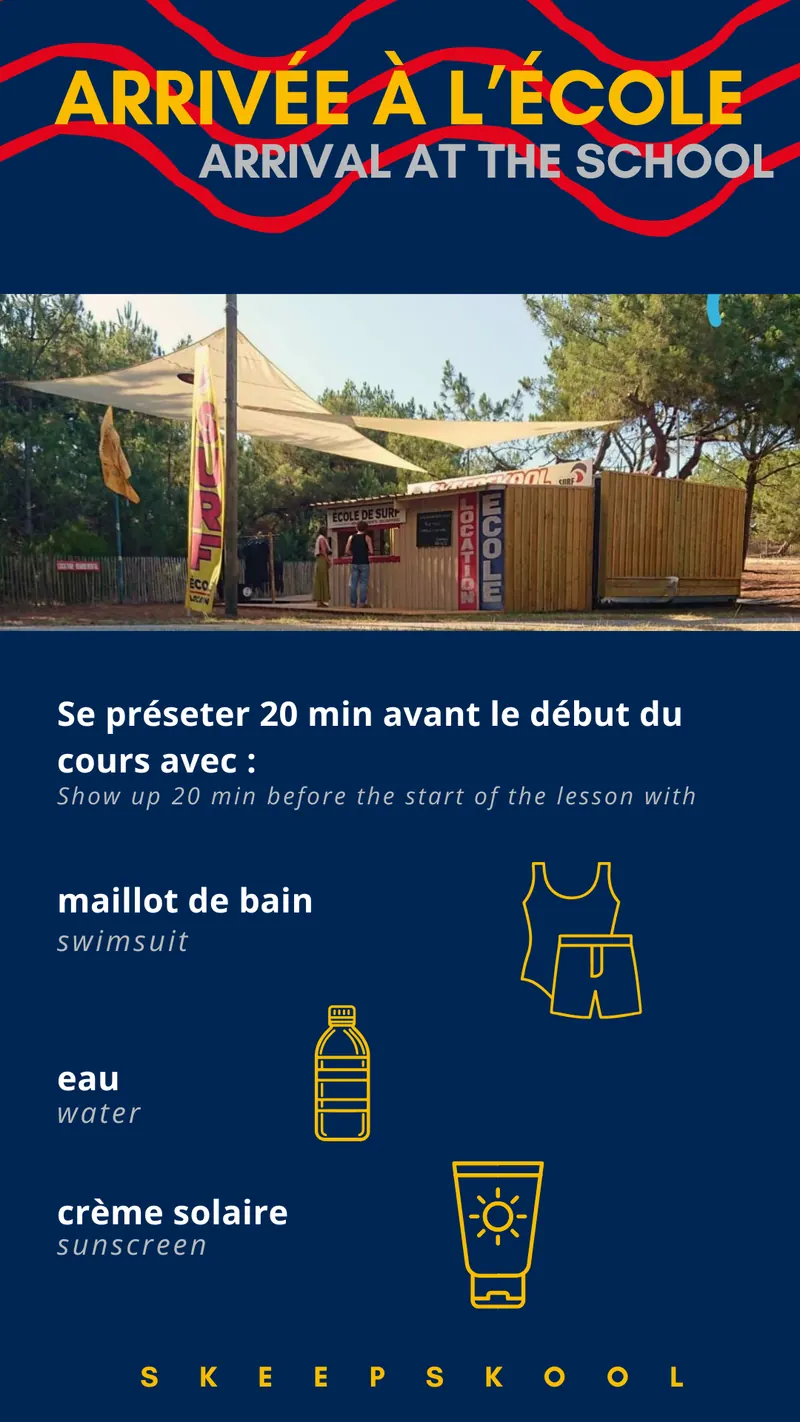 ARRIVÉE À L'ÉCOLE
ARRIVAL AT THE SCHOOL
SURF
ÉCOLE DE SURF
LOCATION
ÉCOLE
Se préseter 20 min avant le début du
cours avec :
Show up 20 min before the start of the lesson with
maillot de bain
swimsuit
eau
water
crème solaire
sunscreen
SKEEPSKOOL